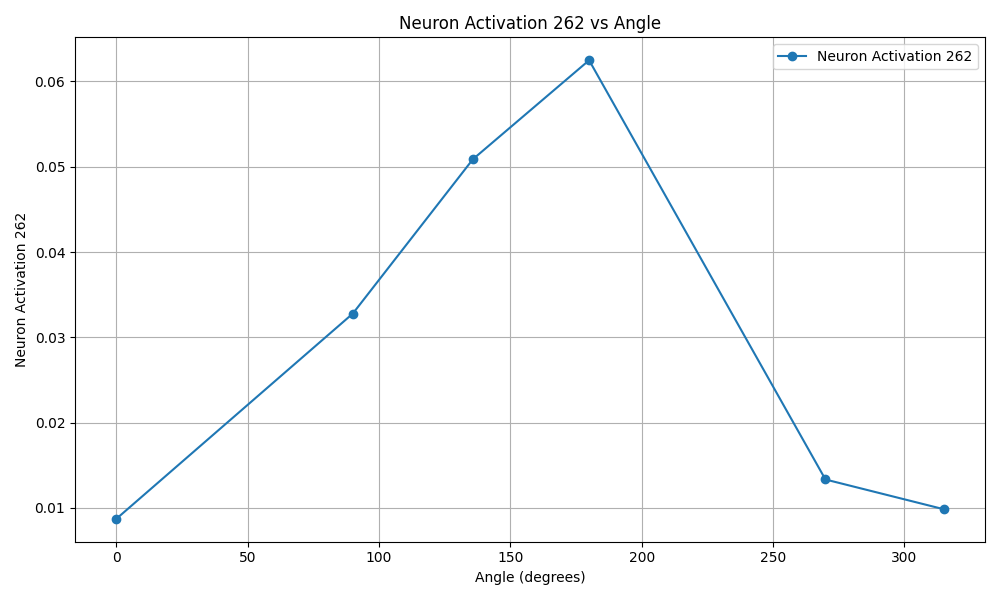 Neuron Activation 262 vs Angle
Neuron Activation 262
0.06
0.05
0.04
0.03
0.02
0.01
Neuron Activation 262
0 50 100 150 200 250 300
Angle (degrees)